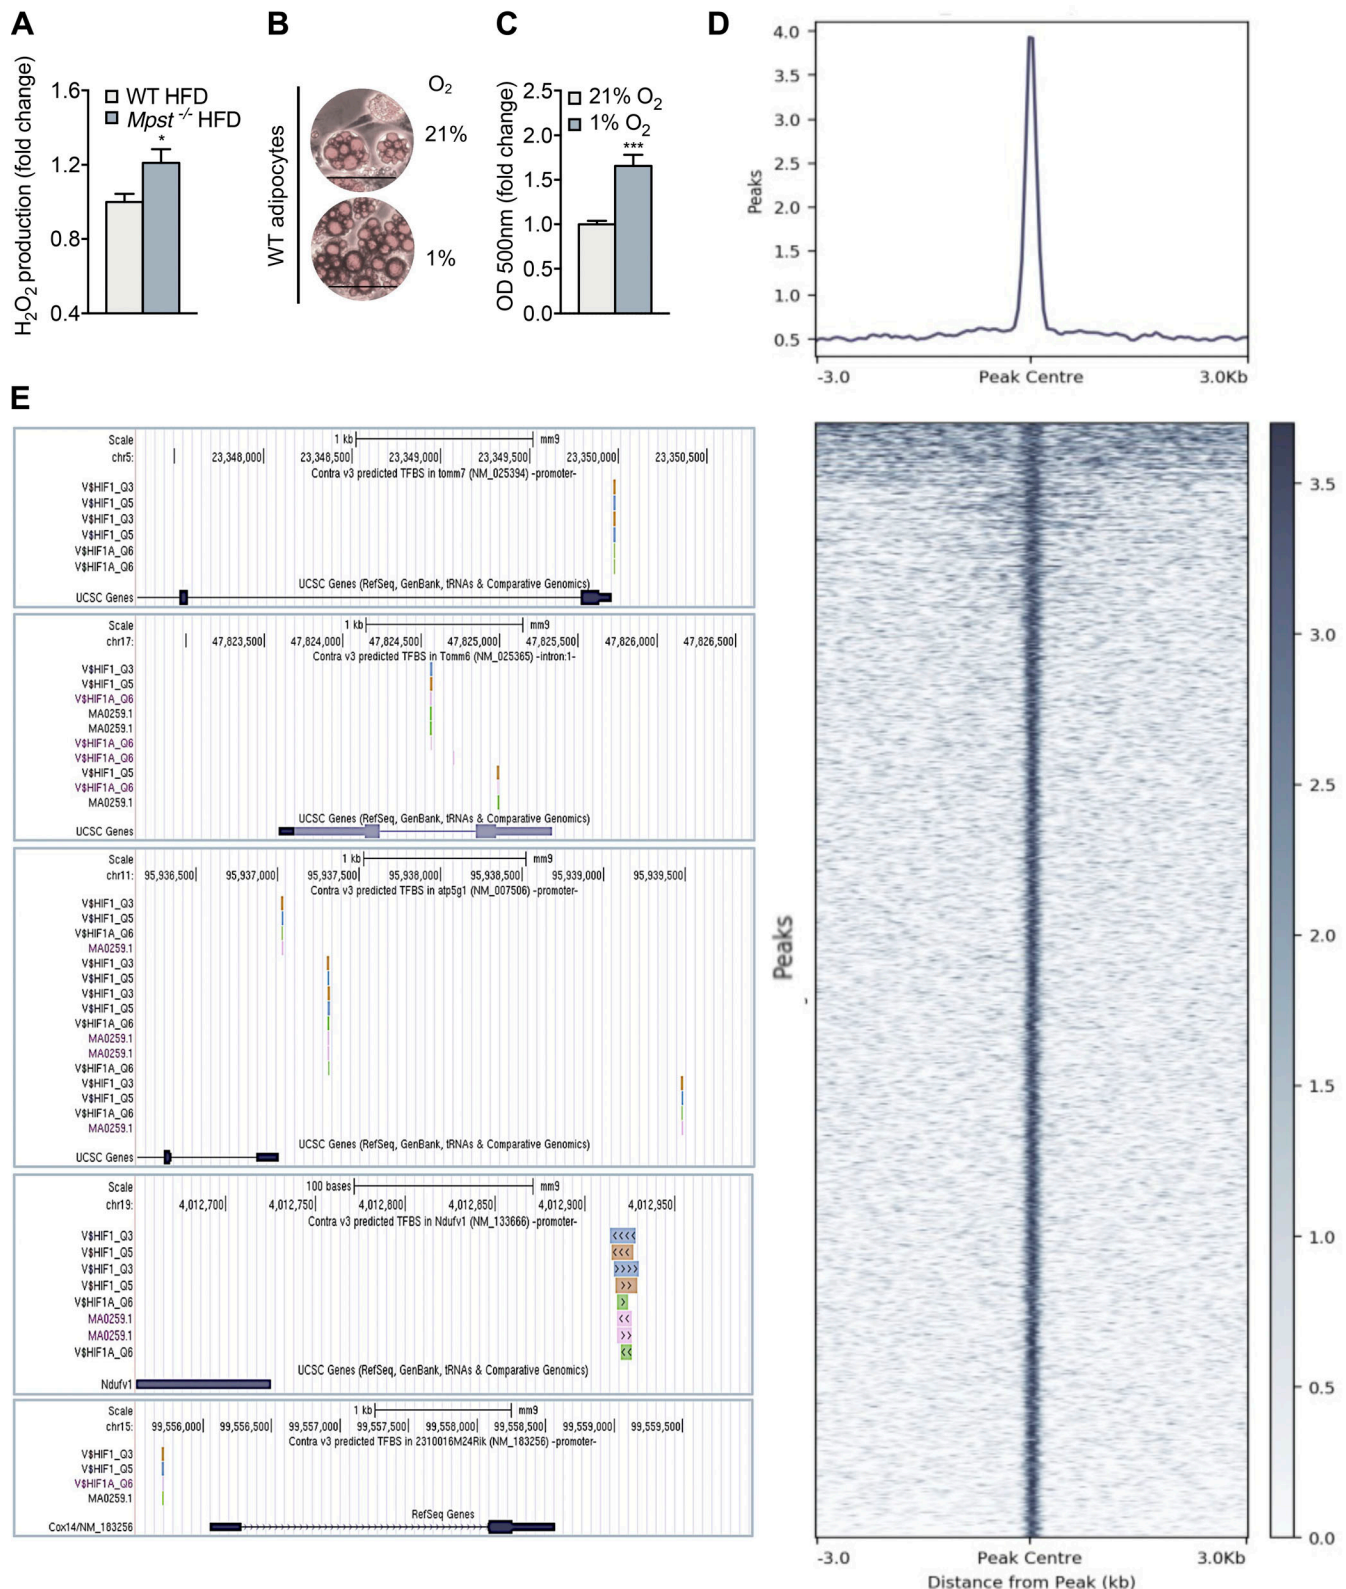 A
H₂O₂ production (fold change)
1.6
1.2
0.8
0.4
WT HFD
Mpst -/- HFD
*
B
WT adipocytes
O₂
21%
1%
C
OD 500nm (fold change)
2.5
2.0
1.5
1.0
0.5
0.0
21% O₂
1% O₂
***
D
Peaks
4.0
3.5
3.0
2.5
2.0
1.5
1.0
0.5
-3.0 Peak Centre 3.0Kb
Peaks
3.5
3.0
2.5
2.0
1.5
1.0
0.5
0.0
-3.0 Peak Centre 3.0Kb
Distance from Peak (kb)
E
Scale 1 kb mm9
chr5: 23,348,000 23,348,500 23,349,000 23,349,500 23,350,000 23,350,500
Contra v3 predicted TFBS in tomm7 (NM_025394) -promoter-
V$HIF1_Q3
V$HIF1_Q5
V$HIF1_Q3
V$HIF1_Q5
V$HIF1A_Q6
V$HIF1A_Q6
UCSC Genes (RefSeq, GenBank, tRNAs & Comparative Genomics)
UCSC Genes
Scale 1 kb mm9
chr17: 47,823,500 47,824,000 47,824,500 47,825,000 47,825,500 47,826,000 47,826,500
Contra v3 predicted TFBS in Tomm6 (NM_025365) -intron:1-
V$HIF1_Q3
V$HIF1_Q5
V$HIF1A_Q6
MA0259.1
MA0259.1
V$HIF1A_Q6
V$HIF1A_Q6
V$HIF1_Q5
V$HIF1A_Q6
MA0259.1
UCSC Genes (RefSeq, GenBank, tRNAs & Comparative Genomics)
UCSC Genes
Scale 1 kb mm9
chr11: 95,936,500 95,937,000 95,937,500 95,938,000 95,938,500 95,939,000 95,939,500
Contra v3 predicted TFBS in atp5g1 (NM_007506) -promoter-
V$HIF1_Q3
V$HIF1_Q5
V$HIF1A_Q6
MA0259.1
V$HIF1_Q3
V$HIF1_Q5
V$HIF1_Q3
V$HIF1_Q5
V$HIF1A_Q6
MA0259.1
MA0259.1
V$HIF1A_Q6
V$HIF1_Q3
V$HIF1_Q5
V$HIF1A_Q6
MA0259.1
UCSC Genes (RefSeq, GenBank, tRNAs & Comparative Genomics)
UCSC Genes
Scale 100 bases mm9
chr19: 4,012,700 4,012,750 4,012,800 4,012,850 4,012,900 4,012,950
Contra v3 predicted TFBS in Ndufv1 (NM_133666) -promoter-
V$HIF1_Q3
V$HIF1_Q5
V$HIF1_Q3
V$HIF1_Q5
V$HIF1A_Q6
MA0259.1
MA0259.1
V$HIF1A_Q6
UCSC Genes (RefSeq, GenBank, tRNAs & Comparative Genomics)
Ndufv1
Scale 1 kb mm9
chr15: 99,556,000 99,556,500 99,557,000 99,557,500 99,558,000 99,558,500 99,559,000 99,559,500
Contra v3 predicted TFBS in 2310016M24Rik (NM_183256) -promoter-
V$HIF1_Q3
V$HIF1_Q5
V$HIF1A_Q6
MA0259.1
RefSeq Genes
Cox14/NM_183256